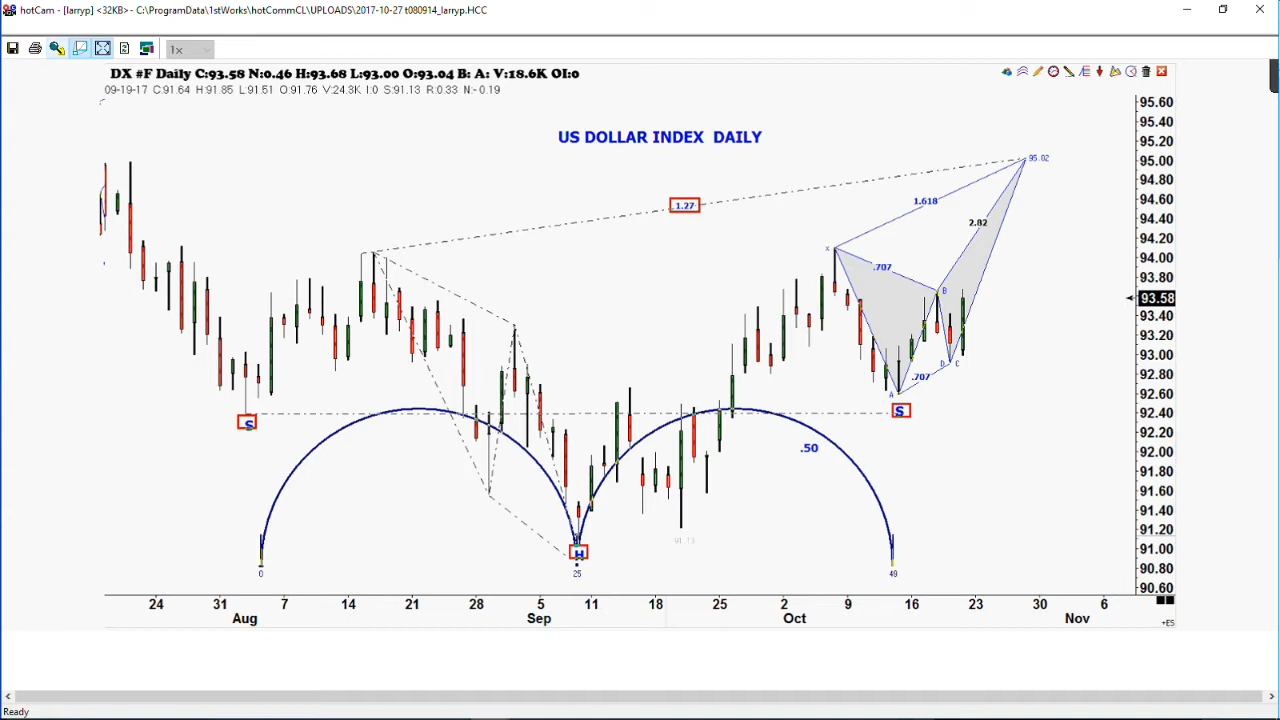 hotCam - [larryp] <32KB> - C:\ProgramData\1stWorks\hotCommCL\UPLOADS\2017-10-27 t080914_larryp.HCC
1x
DX #F Daily C:93.58 N:0.46 H:93.68 L:93.00 O:93.04 B: A: V:18.6K OI:0
09-19-17 C:91.64 H:91.85 L:91.51 O:91.76 V:24.3K I:0 S:91.13 R:0.33 N:-0.19
US DOLLAR INDEX DAILY
95.60
95.40
95.20
95.00
94.80
94.60
94.40
94.20
94.00
93.80
93.58
93.40
93.20
93.00
92.80
92.60
92.40
92.20
92.00
91.80
91.60
91.40
91.20
91.00
90.80
90.60
95.02
1.27
1.618
2.82
X
.707
B
D
C
.707
A
S
S
.50
91.13
H
0
25
49
24 31 7 14 21 28 5 11 18 25 2 9 16 23 30 6
Aug Sep Oct Nov
+ES
Ready